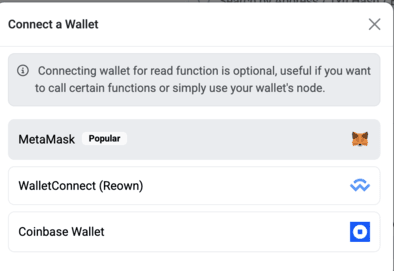 Connect a Wallet
Connecting wallet for read function is optional, useful if you want
to call certain functions or simply use your wallet's node.
MetaMask Popular
WalletConnect (Reown)
Coinbase Wallet